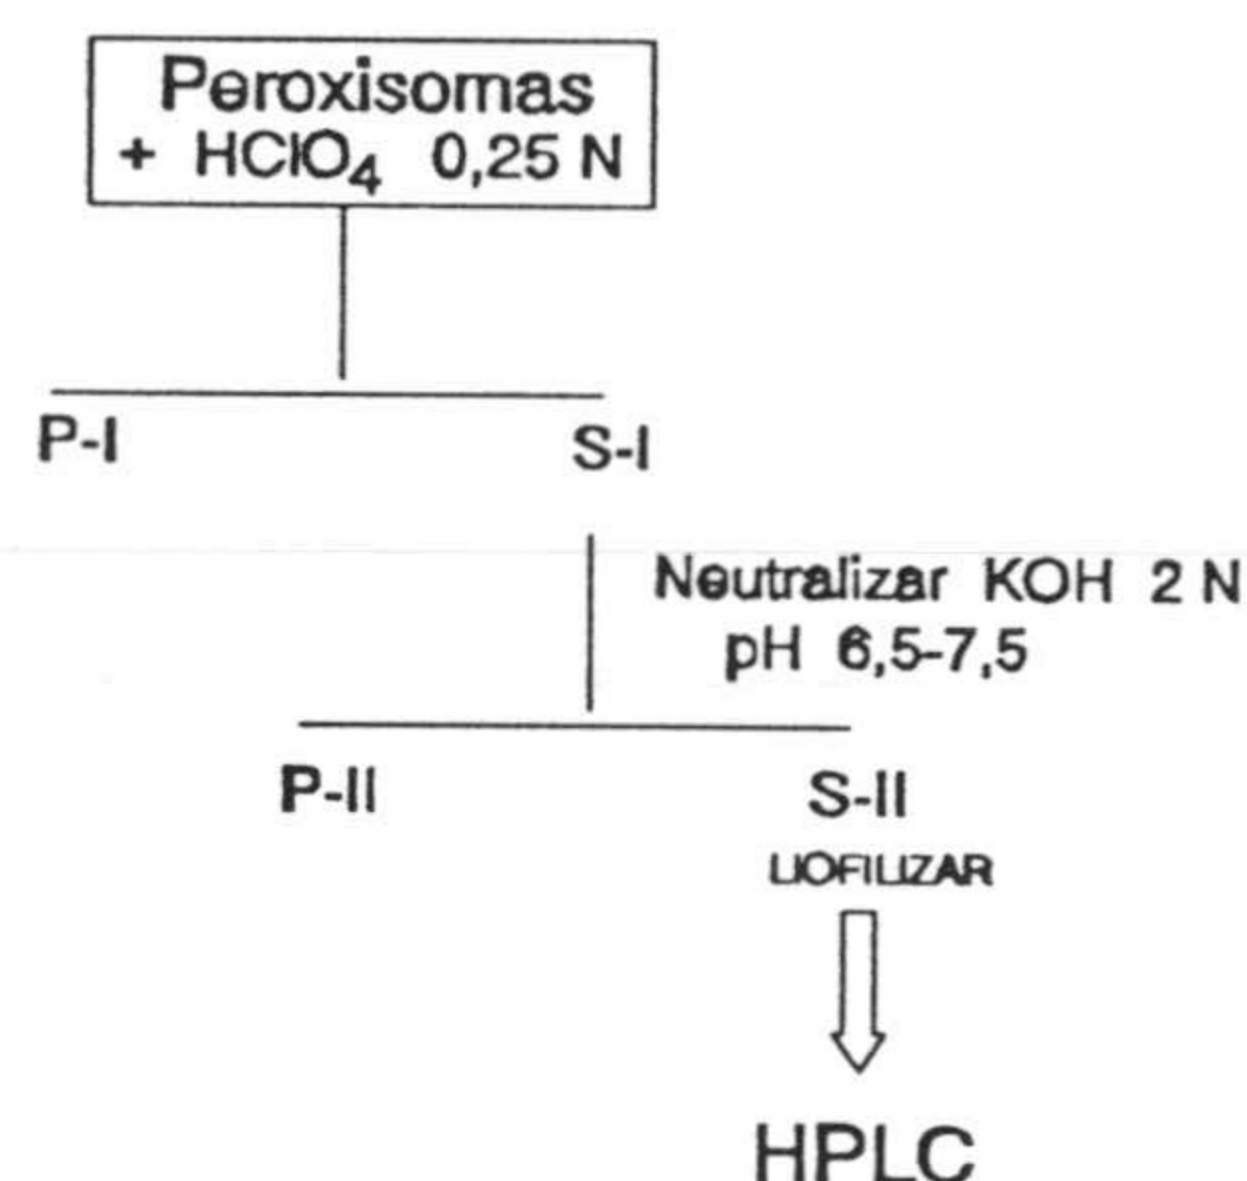 Peroxisomas
+ HClO4 0,25 N
P-I
S-I
Neutralizar KOH 2 N
pH 6,5-7,5
P-II
S-II
LIOFILIZAR
HPLC